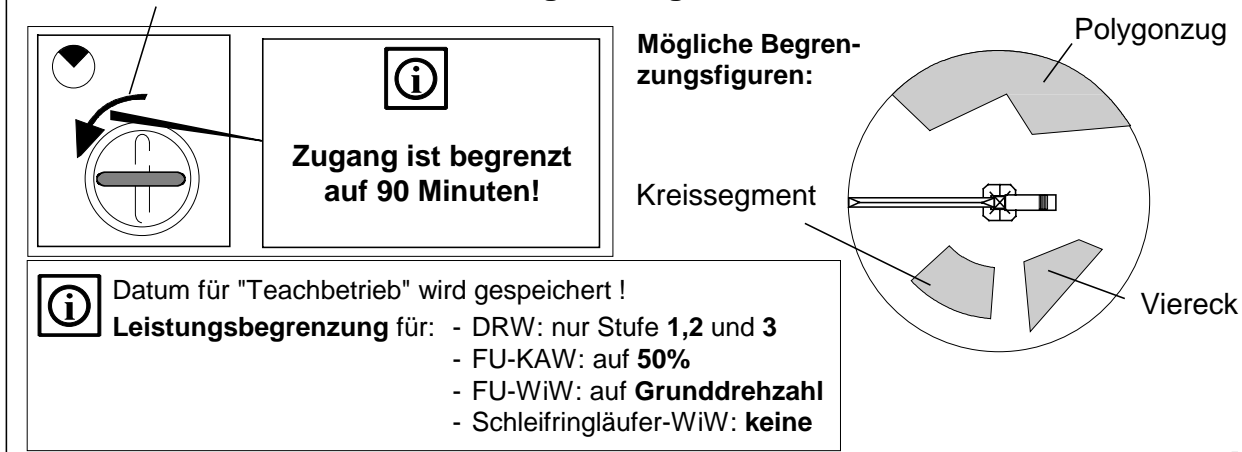 Zugang ist begrenzt
auf 90 Minuten!
Mögliche Begren-
zungsfiguren:
Polygonzug
Kreissegment
Viereck
Datum für "Teachbetrieb" wird gespeichert !
Leistungsbegrenzung für: - DRW: nur Stufe 1,2 und 3
- FU-KAW: auf 50%
- FU-WiW: auf Grunddrehzahl
- Schleifringläufer-WiW: keine